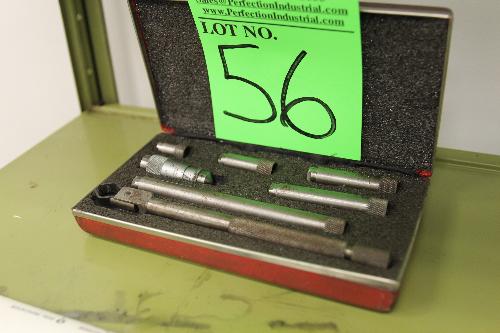 Sales@PerfectionIndustrial.com
www.PerfectionIndustrial.com
LOT NO.
56